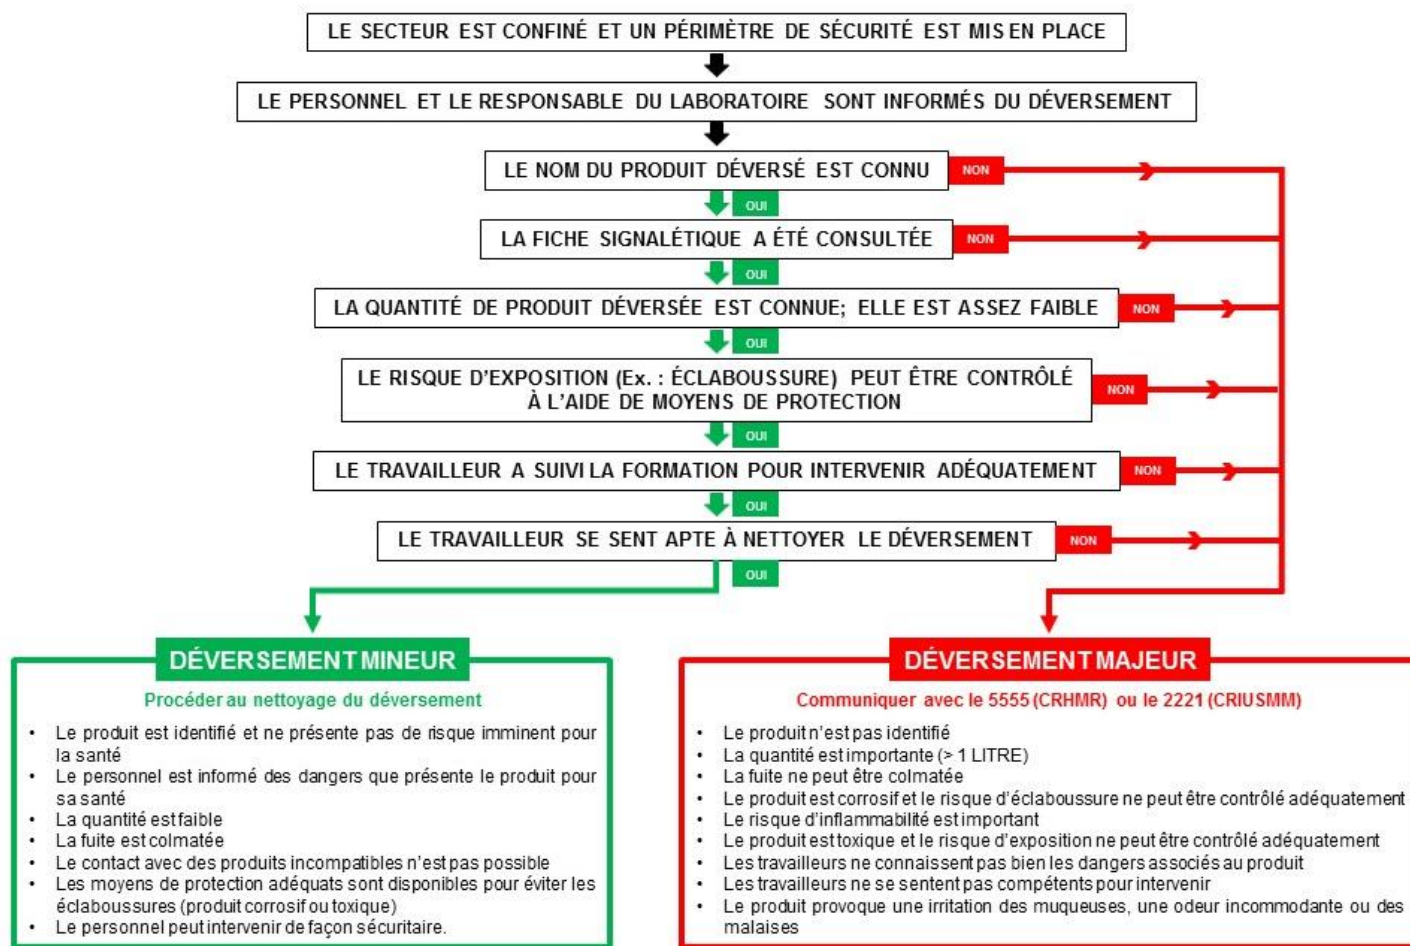 LE SECTEUR EST CONFINÉ ET UN PÉRIMÈTRE DE SÉCURITÉ EST MIS EN PLACE
LE PERSONNEL ET LE RESPONSABLE DU LABORATOIRE SONT INFORMÉS DU DÉVERSEMENT
LE NOM DU PRODUIT DÉVERSÉ EST CONNU
NON
OUI
LA FICHE SIGNALÉTIQUE A ÉTÉ CONSULTÉE
NON
OUI
LA QUANTITÉ DE PRODUIT DÉVERSÉE EST CONNUE; ELLE EST ASSEZ FAIBLE
NON
OUI
LE RISQUE D'EXPOSITION (Ex. : ÉCLABOUSSURE) PEUT ÊTRE CONTRÔLÉ
À L'AIDE DE MOYENS DE PROTECTION
NON
OUI
LE TRAVAILLEUR A SUIVI LA FORMATION POUR INTERVENIR ADÉQUATEMENT
NON
OUI
LE TRAVAILLEUR SE SENT APTE À NETTOYER LE DÉVERSEMENT
NON
OUI
DÉVERSEMENT MINEUR
Procéder au nettoyage du déversement
• Le produit est identifié et ne présente pas de risque imminent pour
la santé
• Le personnel est informé des dangers que présente le produit pour
sa santé
• La quantité est faible
• La fuite est colmatée
• Le contact avec des produits incompatibles n'est pas possible
• Les moyens de protection adéquats sont disponibles pour éviter les
éclaboussures (produit corrosif ou toxique)
• Le personnel peut intervenir de façon sécuritaire.
DÉVERSEMENT MAJEUR
Communiquer avec le 5555 (CRHMR) ou le 2221 (CRIUSMM)
• Le produit n'est pas identifié
• La quantité est importante (> 1 LITRE)
• La fuite ne peut être colmatée
• Le produit est corrosif et le risque d'éclaboussure ne peut être contrôlé adéquatement
• Le risque d'inflammabilité est important
• Le produit est toxique et le risque d'exposition ne peut être contrôlé adéquatement
• Les travailleurs ne connaissent pas bien les dangers associés au produit
• Les travailleurs ne se sentent pas compétents pour intervenir
• Le produit provoque une irritation des muqueuses, une odeur incommodante ou des
malaises